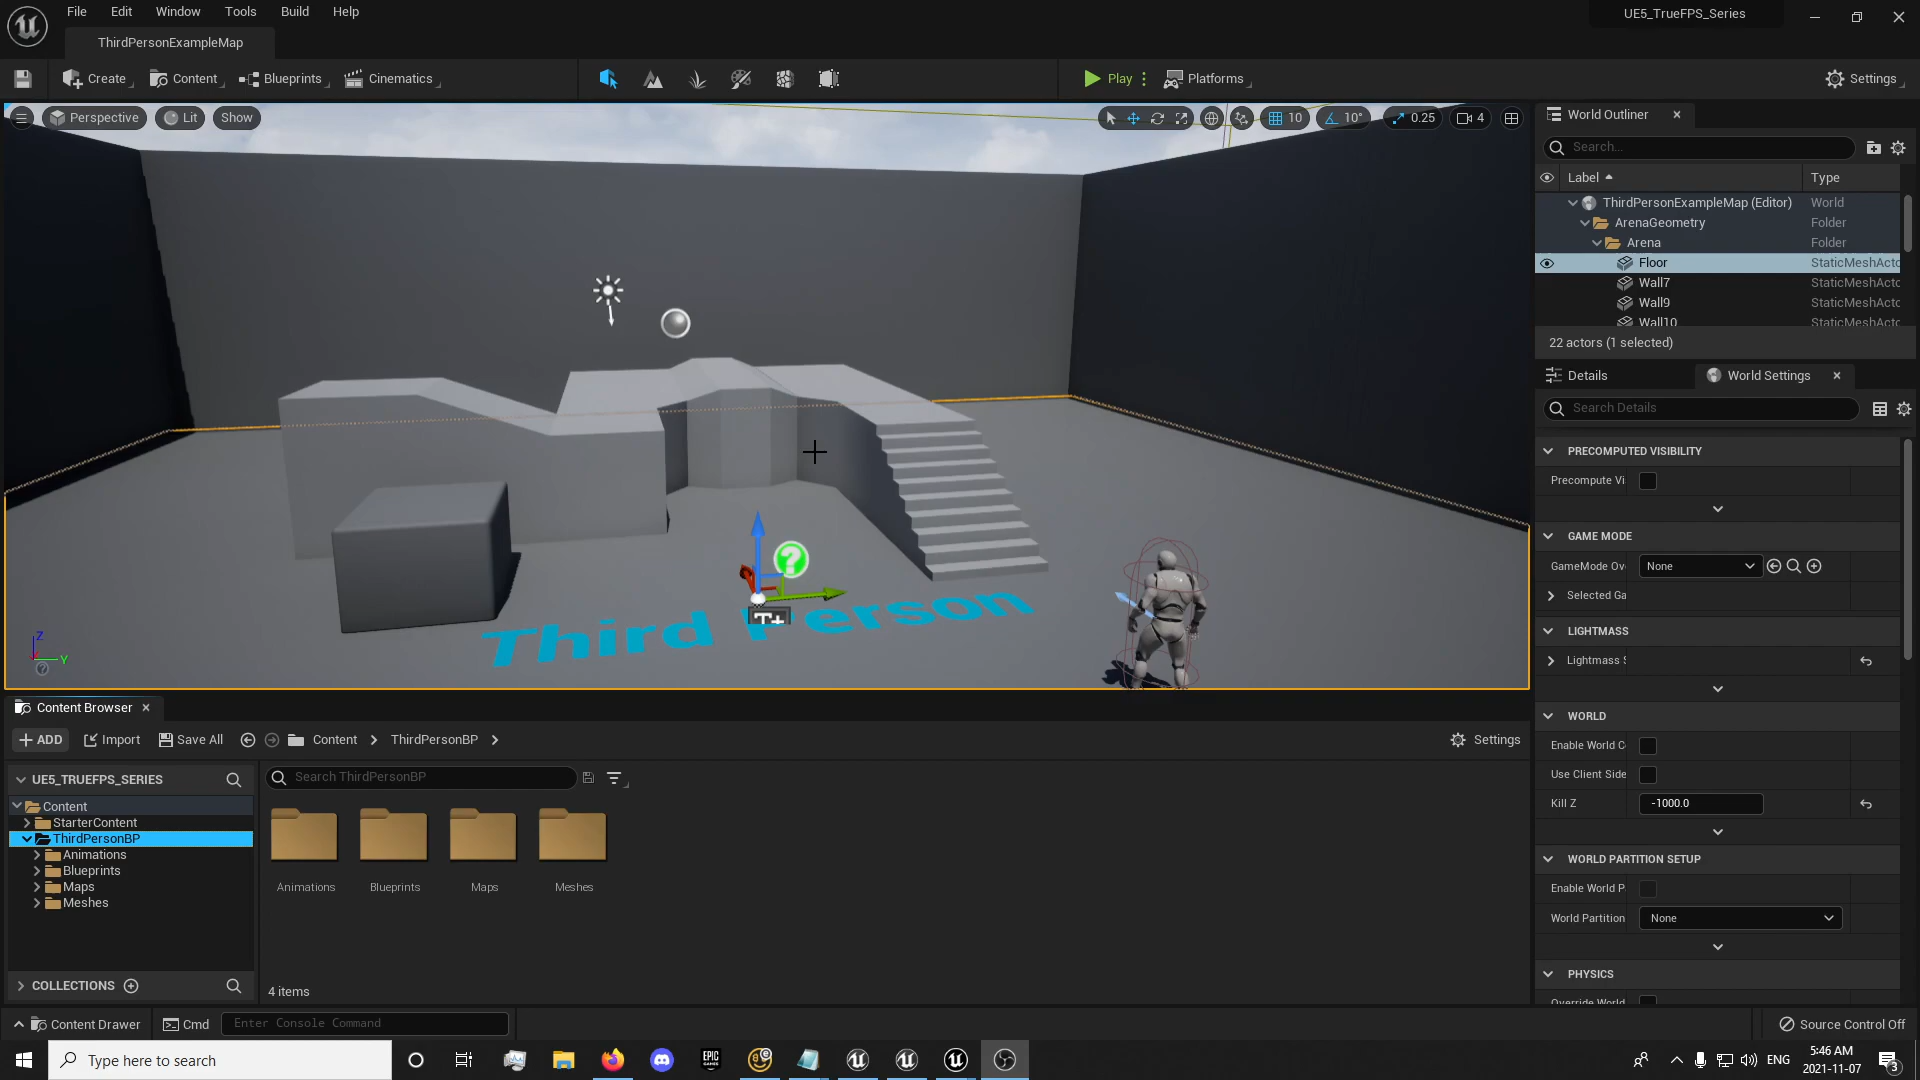 File Edit Window Tools Build Help
UE5_TrueFPS_Series
ThirdPersonExampleMap
Create
Content
Blueprints
Cinematics
Play
Platforms
Settings
Perspective
Lit
Show
10
10°
0.25
4
World Outliner
Search...
Label
Type
ThirdPersonExampleMap (Editor) World
ArenaGeometry Folder
Arena Folder
Floor StaticMeshActo
Wall7 StaticMeshActo
Wall9 StaticMeshActo
Wall10 StaticMeshActo
22 actors (1 selected)
Details
World Settings
Search Details
PRECOMPUTED VISIBILITY
Precompute Vi
GAME MODE
GameMode Ov
None
Selected Ga
LIGHTMASS
Lightmass S
WORLD
Enable World C
Use Client Side
Kill Z
-1000.0
WORLD PARTITION SETUP
Enable World P
World Partition
None
PHYSICS
Override World
Third Person
T+
Z
Y
Content Browser
ADD
Import
Save All
Content
ThirdPersonBP
Settings
UE5_TRUEFPS_SERIES
Search ThirdPersonBP
Content
StarterContent
ThirdPersonBP
Animations
Blueprints
Maps
Meshes
Animations
Blueprints
Maps
Meshes
COLLECTIONS
4 items
Content Drawer
Cmd
Enter Console Command
Source Control Off
Type here to search
EPIC GAMES
ENG
5:46 AM
2021-11-07
3